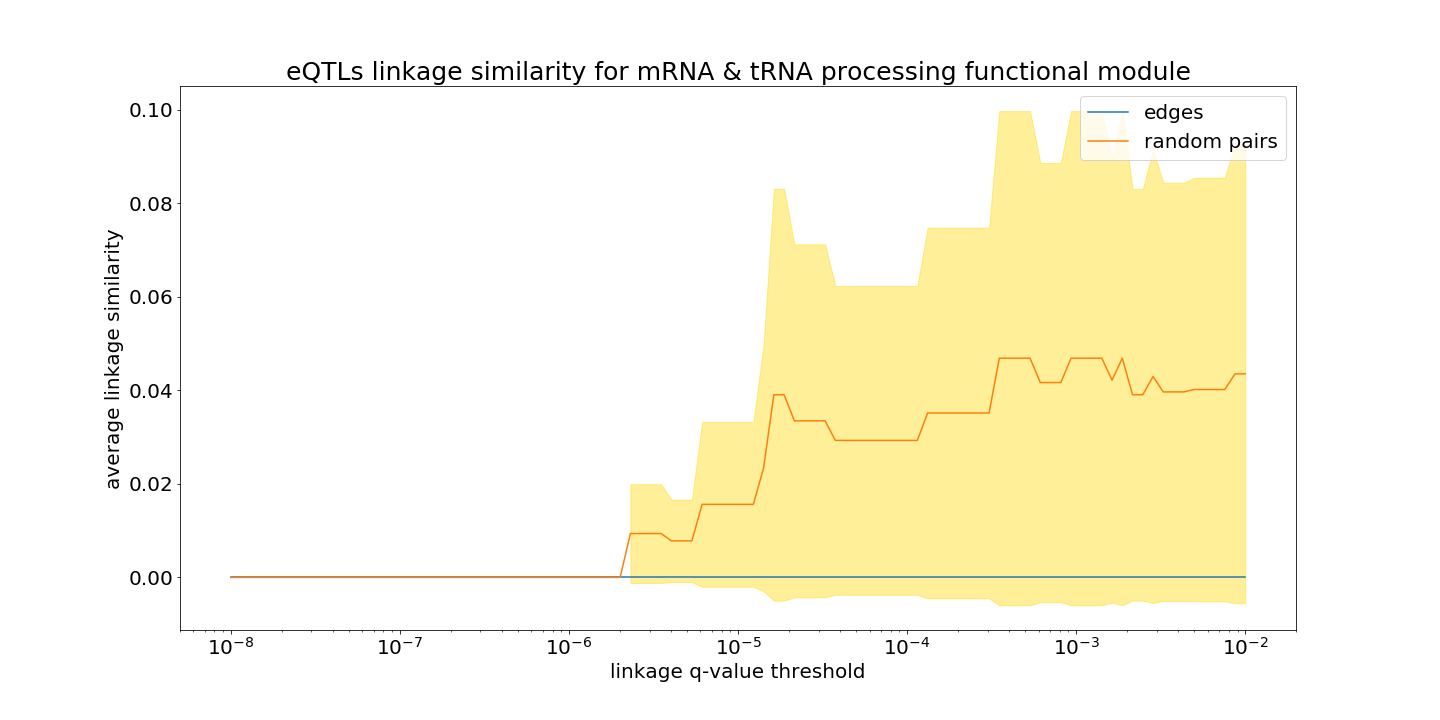 eQTLs linkage similarity for mRNA & tRNA processing functional module
edges
random pairs
average linkage similarity
0.10
0.08
0.06
0.04
0.02
0.00
10⁻⁸ 10⁻⁷ 10⁻⁶ 10⁻⁵ 10⁻⁴ 10⁻³ 10⁻²
linkage q-value threshold